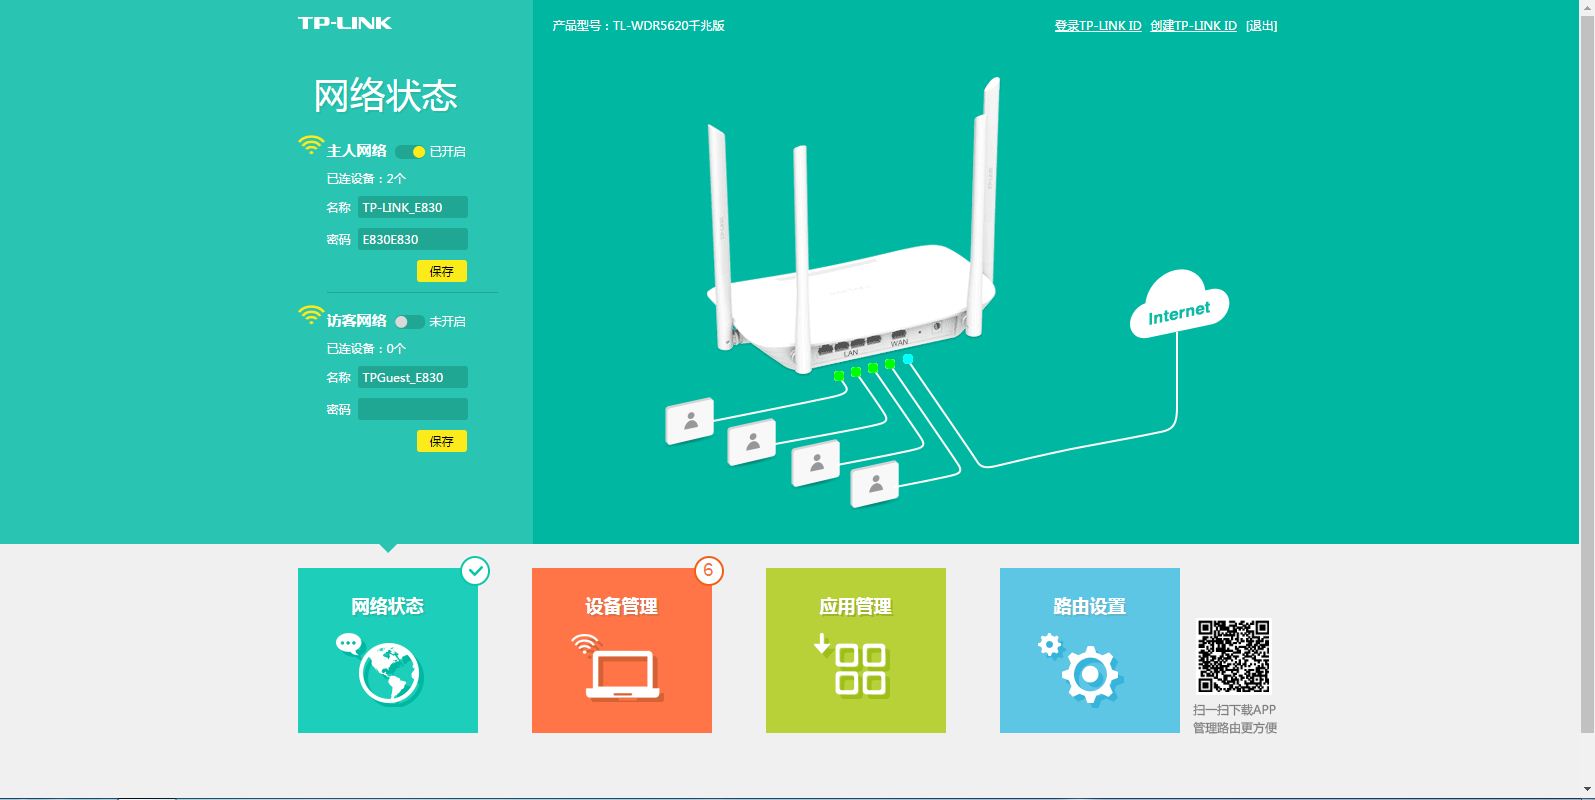 TP-LINK
产品型号：TL-WDR5620千兆版
登录TP-LINK ID 创建TP-LINK ID [退出]
网络状态
主人网络 已开启
已连设备：2个
名称 TP-LINK_E830
密码 E830E830
保存
访客网络 未开启
已连设备：0个
名称 TPGuest_E830
密码
保存
LAN
WAN
Internet
网络状态
设备管理
6
应用管理
路由设置
扫一扫下载APP
管理路由更方便